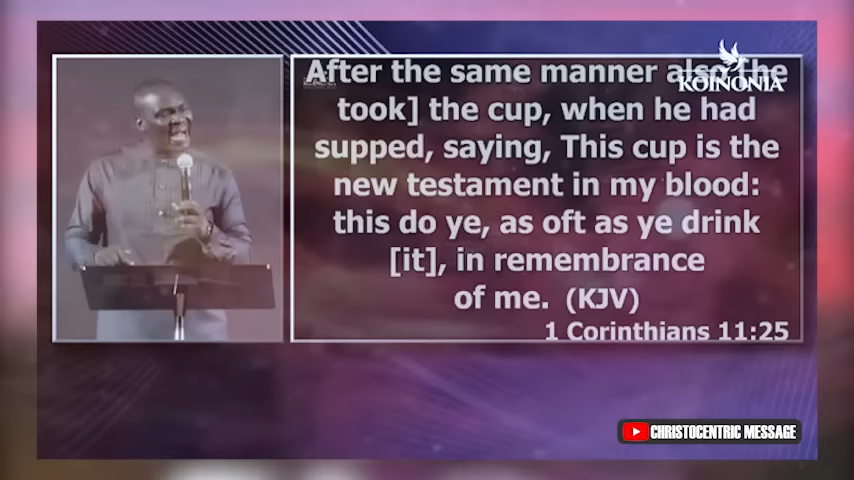 After the same manner also [he
took] the cup, when he had
supped, saying, This cup is the
new testament in my blood:
this do ye, as oft as ye drink
[it], in remembrance
of me. (KJV)
1 Corinthians 11:25
KOINONIA
CHRISTOCENTRIC MESSAGE